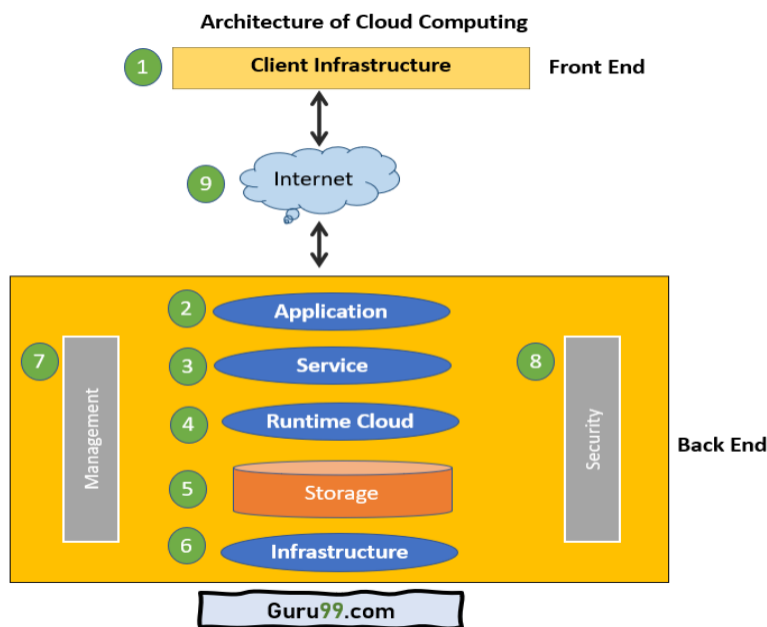 Architecture of Cloud Computing
1
Client Infrastructure
Front End
9
Internet
2
Application
7
Management
3
Service
8
Security
4
Runtime Cloud
Back End
5
Storage
6
Infrastructure
Guru99.com